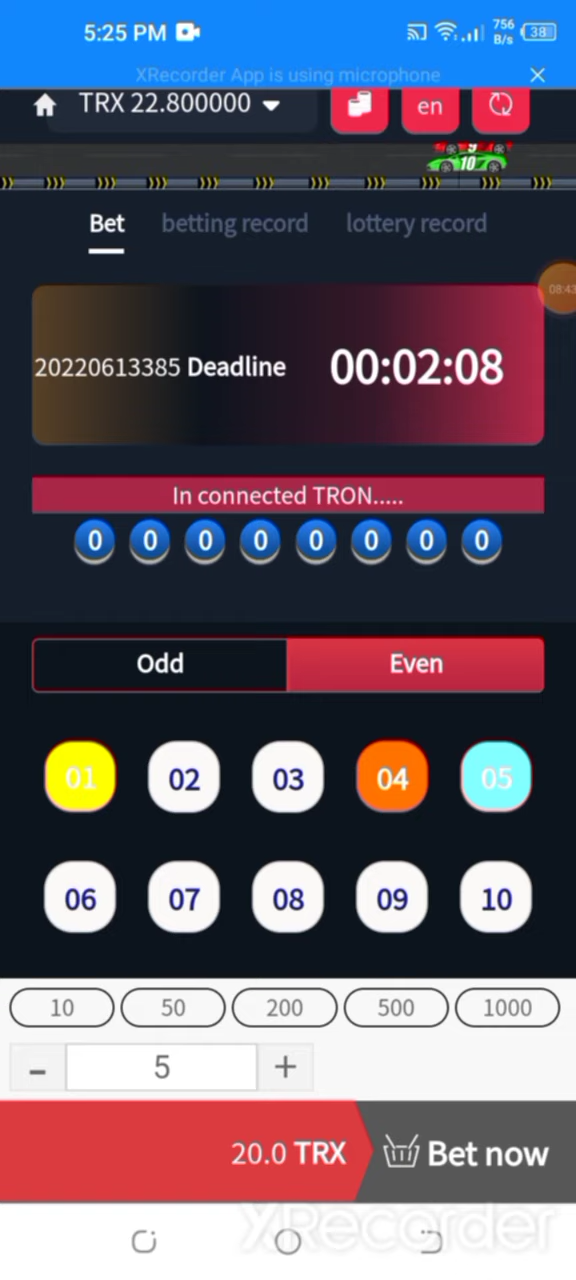 5:25 PM 756 B/s 38
XRecorder App is using microphone
TRX 22.800000 en
9
10
Bet betting record lottery record
08:43
20220613385 Deadline 00:02:08
In connected TRON.....
0 0 0 0 0 0 0 0
Odd Even
01 02 03 04 05
06 07 08 09 10
10 50 200 500 1000
- 5 +
20.0 TRX Bet now
XRecorder